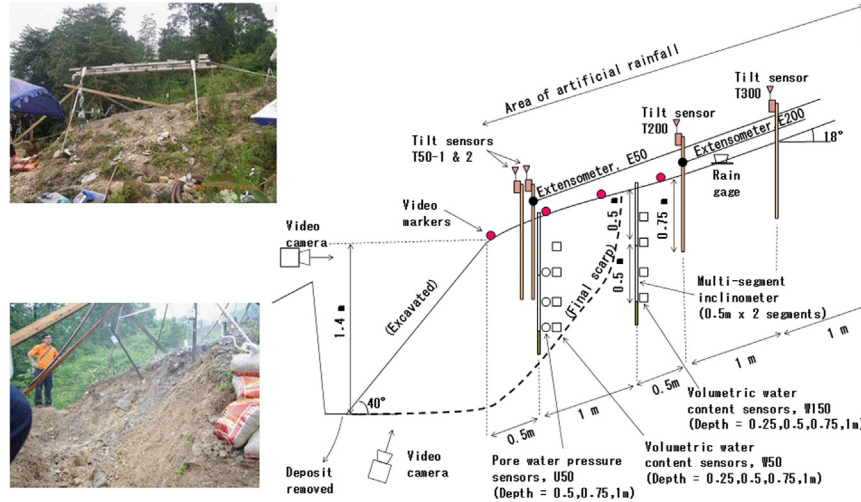 Area of artificial rainfall
Tilt sensor
T300
Tilt sensor
T200
Tilt sensors
T50-1 & 2
Extensometer. E50
Extensometer E200
18°
Rain
gage
Video
markers
Video
camera
0.5 m
0.75 m
0.5m
1.4 m
(Excavated)
(Final scarp)
Multi-segment
inclinometer
(0.5m x 2 segments)
40°
0.5m
1 m
0.5m
1 m
1 m
Volumetric water
content sensors, W150
(Depth = 0.25,0.5,0.75,1m)
Volumetric water
content sensors, W50
(Depth = 0.25,0.5,0.75,1m)
Pore water pressure
sensors, U50
(Depth = 0.5,0.75,1m)
Video
camera
Deposit
removed